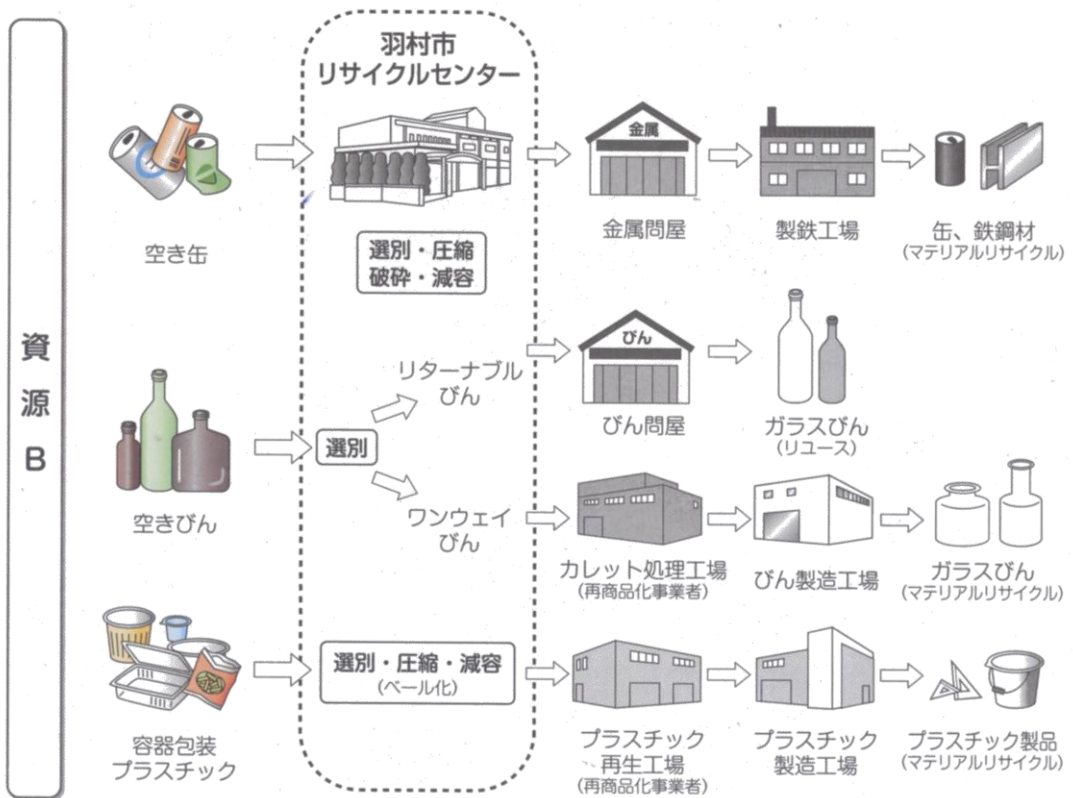 資源B
羽村市
リサイクルセンター
空き缶
選別・圧縮
破砕・減容
金属
金属問屋
製鉄工場
缶、鉄鋼材
(マテリアルリサイクル)
空きびん
選別
リターナブル
びん
びん
びん問屋
ガラスびん
(リユース)
ワンウェイ
びん
カレット処理工場
(再商品化事業者)
びん製造工場
ガラスびん
(マテリアルリサイクル)
容器包装
プラスチック
選別・圧縮・減容
(ベール化)
プラスチック
再生工場
(再商品化事業者)
プラスチック
製造工場
プラスチック製品
(マテリアルリサイクル)